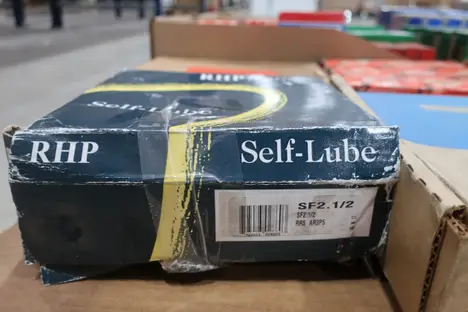 RHP
Self-Lube
RHP
Self-Lube
SF2.1/2
SF2.1/2